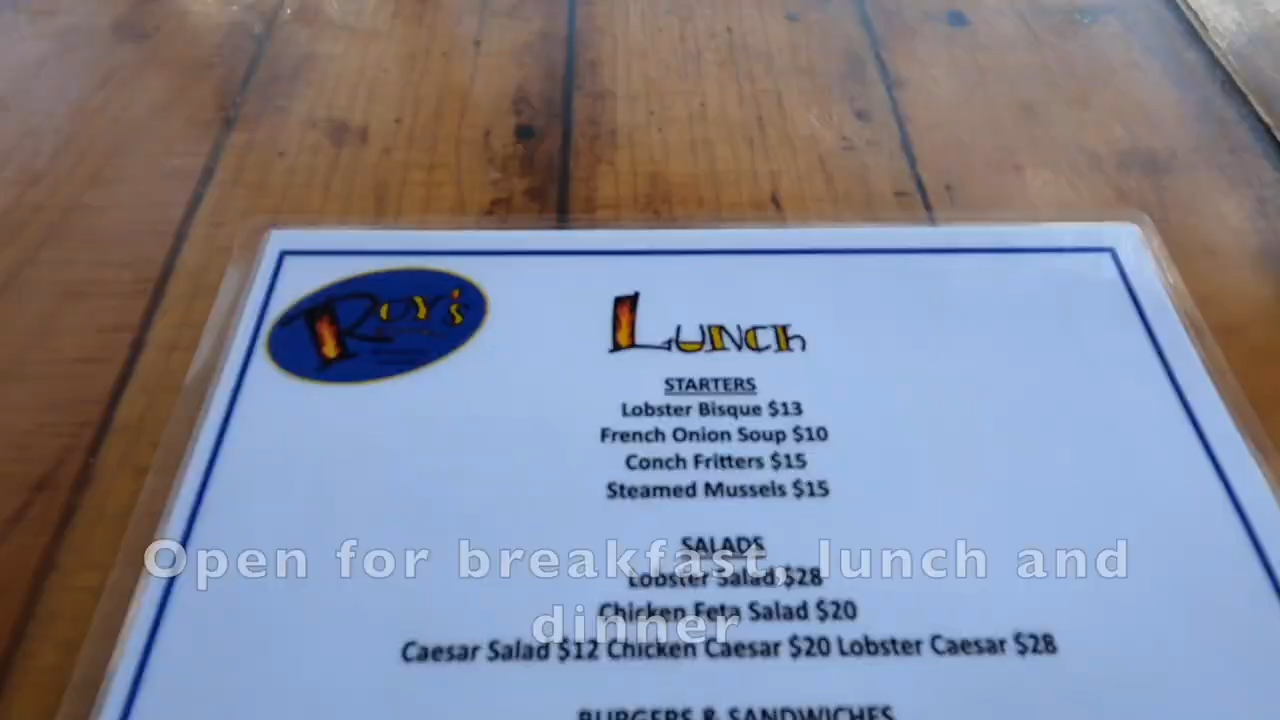 Roy's
Lunch
STARTERS
Lobster Bisque $13
French Onion Soup $10
Conch Fritters $15
Steamed Mussels $15
SALADS
Open for breakfast, lunch and
Lobster Salad $28
Chicken Feta Salad $20
dinner
Caesar Salad $12 Chicken Caesar $20 Lobster Caesar $28
BURGERS & SANDWICHES